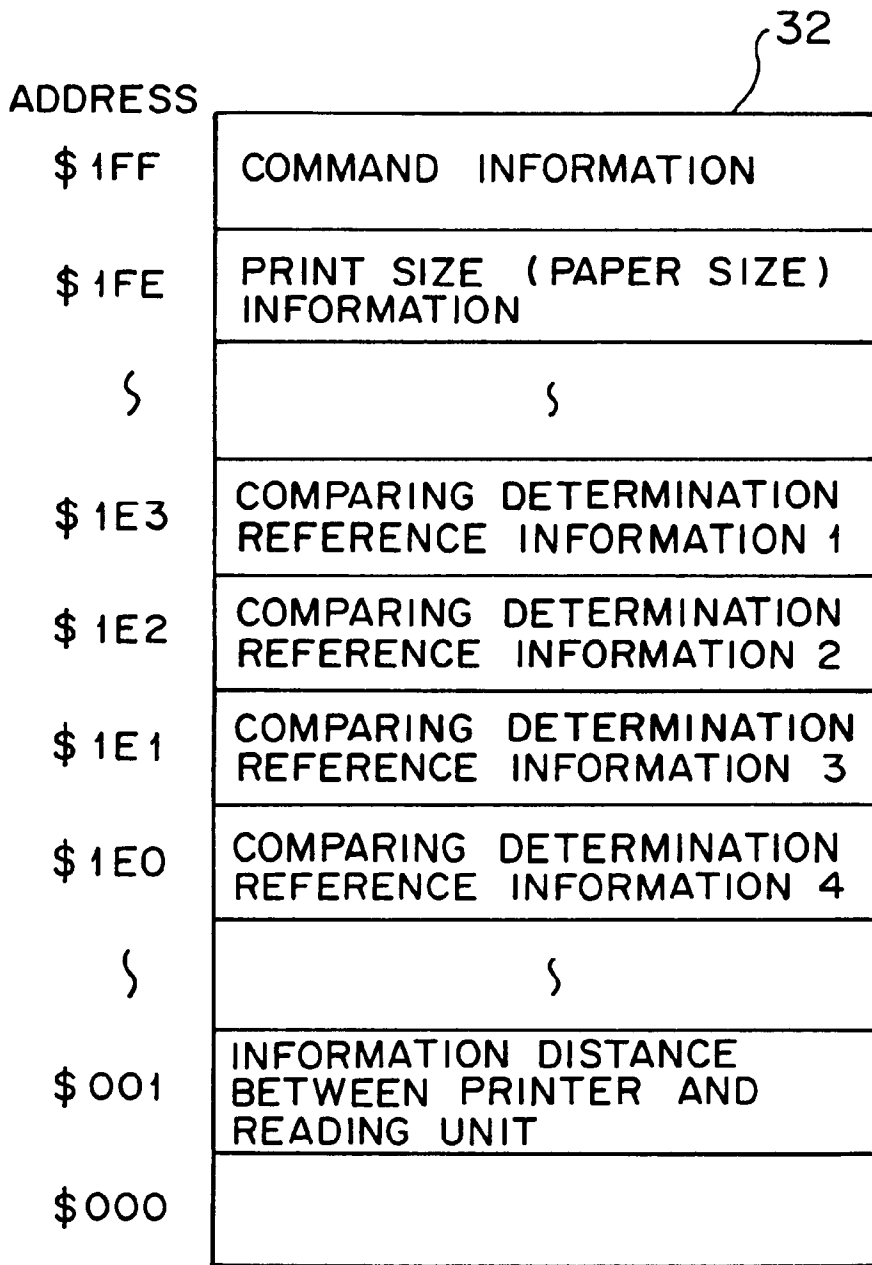 32
ADDRESS
$1FF COMMAND INFORMATION
$1FE PRINT SIZE (PAPER SIZE)
INFORMATION
$1E3 COMPARING DETERMINATION
REFERENCE INFORMATION 1
$1E2 COMPARING DETERMINATION
REFERENCE INFORMATION 2
$1E1 COMPARING DETERMINATION
REFERENCE INFORMATION 3
$1E0 COMPARING DETERMINATION
REFERENCE INFORMATION 4
$001 INFORMATION DISTANCE
BETWEEN PRINTER AND
READING UNIT
$000